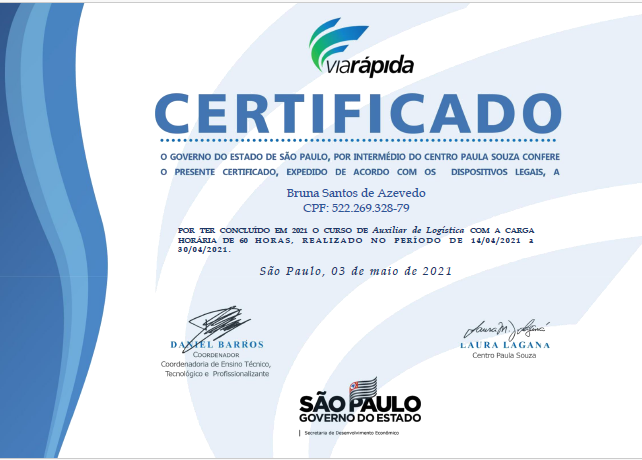 viarápida
CERTIFICADO
O GOVERNO DO ESTADO DE SÃO PAULO, POR INTERMÉDIO DO CENTRO PAULA SOUZA CONFERE
O PRESENTE CERTIFICADO, EXPEDIDO DE ACORDO COM OS DISPOSITIVOS LEGAIS, A
Bruna Santos de Azevedo
CPF: 522.269.328-79
POR TER CONCLUÍDO EM 2021 O CURSO DE Auxiliar de Logística COM A CARGA
HORÁRIA DE 60 HORAS, REALIZADO NO PERÍODO DE 14/04/2021 a
30/04/2021.
São Paulo, 03 de maio de 2021
DANIEL BARROS
COORDENADOR
Coordenadoria de Ensino Técnico,
Tecnológico e Profissionalizante
Laura M. J. Laganá
LAURA LAGANA
Centro Paula Souza
SÃO PAULO
GOVERNO DO ESTADO
Secretaria de Desenvolvimento Econômico